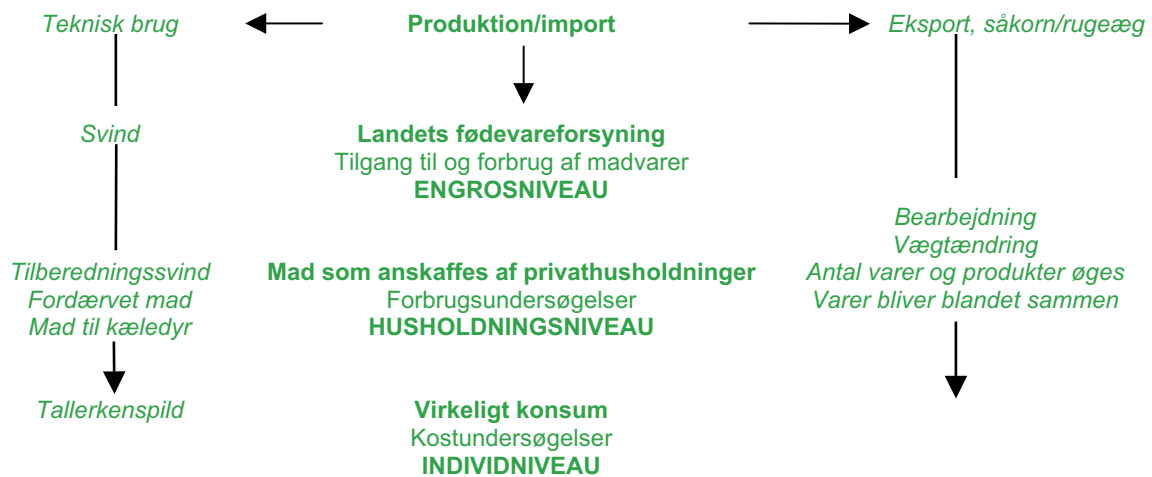 Teknisk brug
Produktion/import
Eksport, såkorn/rugeæg
Svind
Landets fødevareforsyning
Tilgang til og forbrug af madvarer
ENGROSNIVEAU
Bearbejdning
Vægtændring
Antal varer og produkter øges
Varer bliver blandet sammen
Tilberedningssvind
Fordærvet mad
Mad til kæledyr
Mad som anskaffes af privathusholdninger
Forbrugsundersøgelser
HUSHOLDNINGSNIVEAU
Tallerkenspild
Virkeligt konsum
Kostundersøgelser
INDIVIDNIVEAU